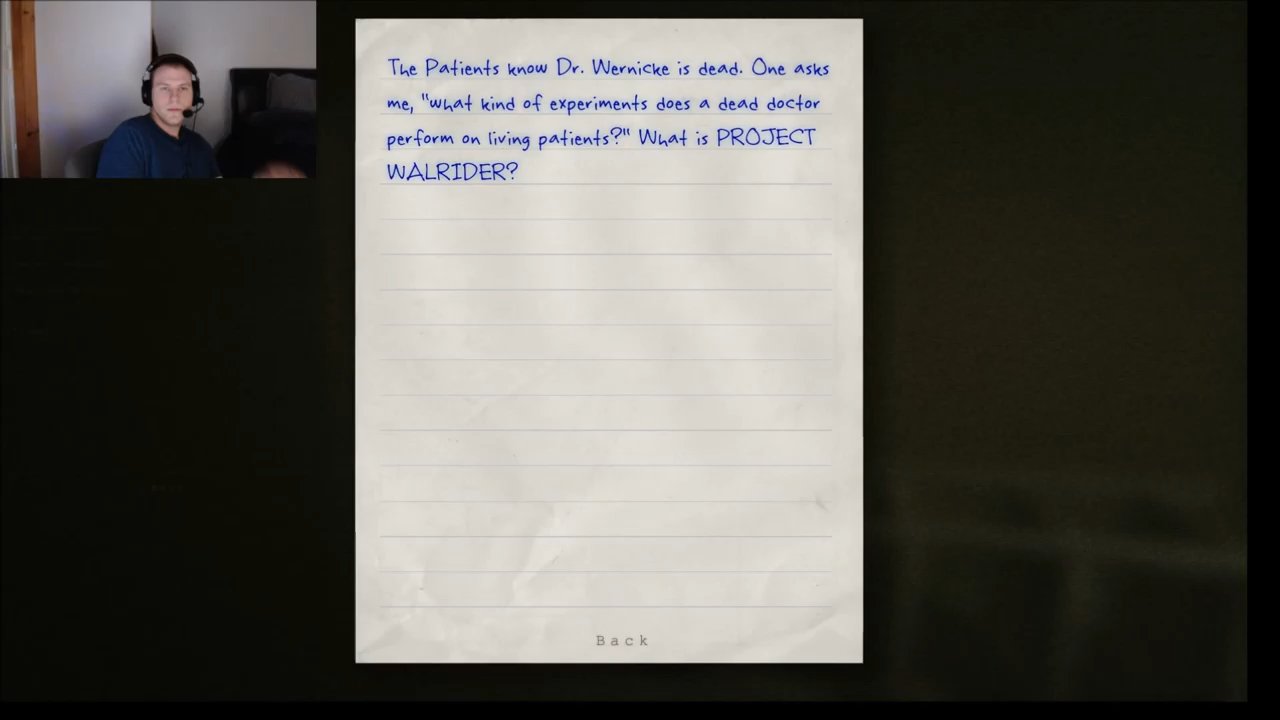 The Patients know Dr. Wernicke is dead. One asks
me, "what kind of experiments does a dead doctor
perform on living patients?" What is PROJECT
WALRIDER?
Back